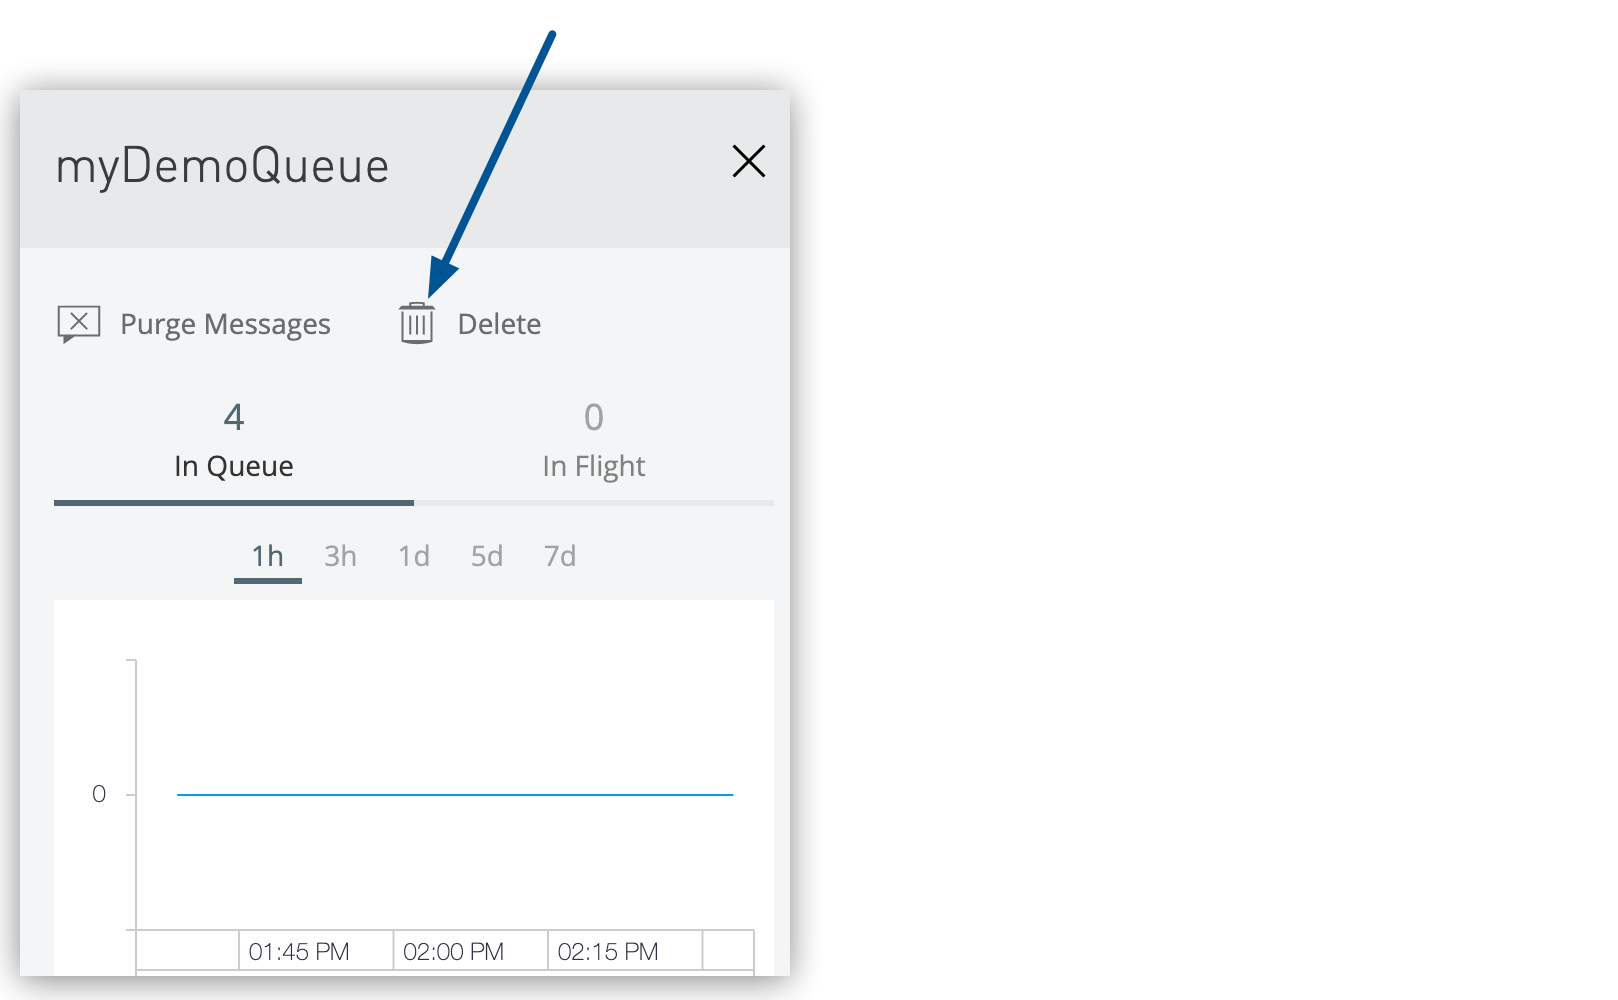 myDemoQueue
Purge Messages
Delete
4
0
In Queue
In Flight
1h 3h 1d 5d 7d
0
01:45 PM 02:00 PM 02:15 PM